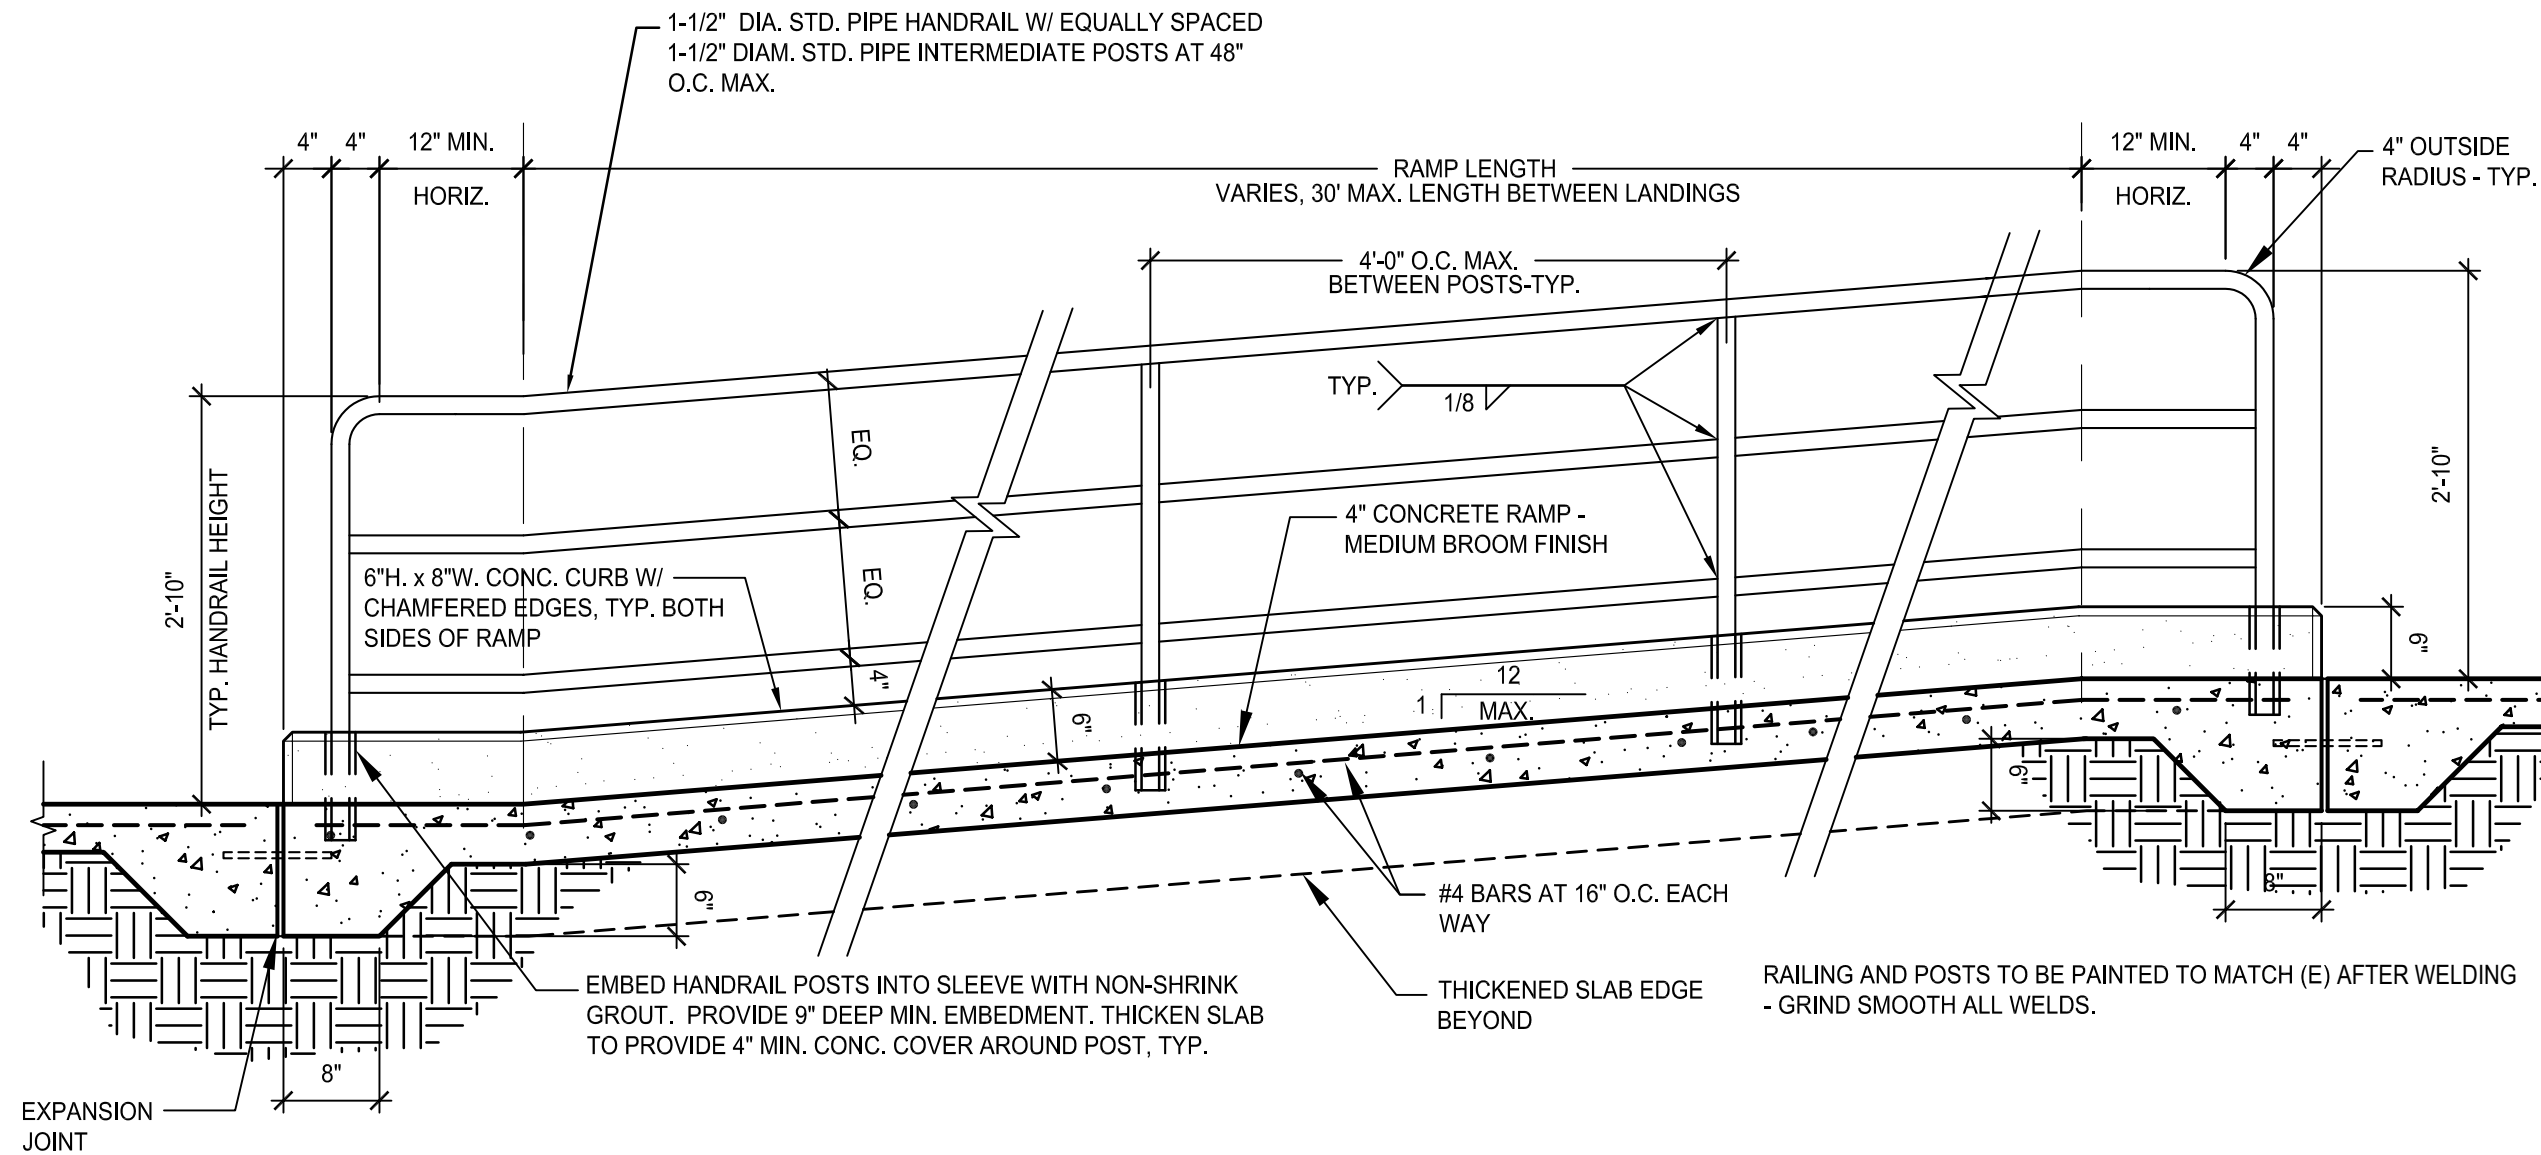 1-1/2" DIA. STD. PIPE HANDRAIL W/ EQUALLY SPACED
1-1/2" DIAM. STD. PIPE INTERMEDIATE POSTS AT 48"
O.C. MAX.
4"
4"
12" MIN.
HORIZ.
RAMP LENGTH
VARIES, 30' MAX. LENGTH BETWEEN LANDINGS
12" MIN.
HORIZ.
4"
4"
4" OUTSIDE
RADIUS - TYP.
4'-0" O.C. MAX.
BETWEEN POSTS-TYP.
TYP.
1/8
EQ.
EQ.
4"
2'-10"
TYP. HANDRAIL HEIGHT
2'-10"
6"H. x 8"W. CONC. CURB W/
CHAMFERED EDGES, TYP. BOTH
SIDES OF RAMP
4" CONCRETE RAMP -
MEDIUM BROOM FINISH
6"
12
1
MAX.
6"
6"
6"
8"
#4 BARS AT 16" O.C. EACH
WAY
EMBED HANDRAIL POSTS INTO SLEEVE WITH NON-SHRINK
GROUT. PROVIDE 9" DEEP MIN. EMBEDMENT. THICKEN SLAB
TO PROVIDE 4" MIN. CONC. COVER AROUND POST, TYP.
THICKENED SLAB EDGE
BEYOND
RAILING AND POSTS TO BE PAINTED TO MATCH (E) AFTER WELDING
- GRIND SMOOTH ALL WELDS.
8"
EXPANSION
JOINT